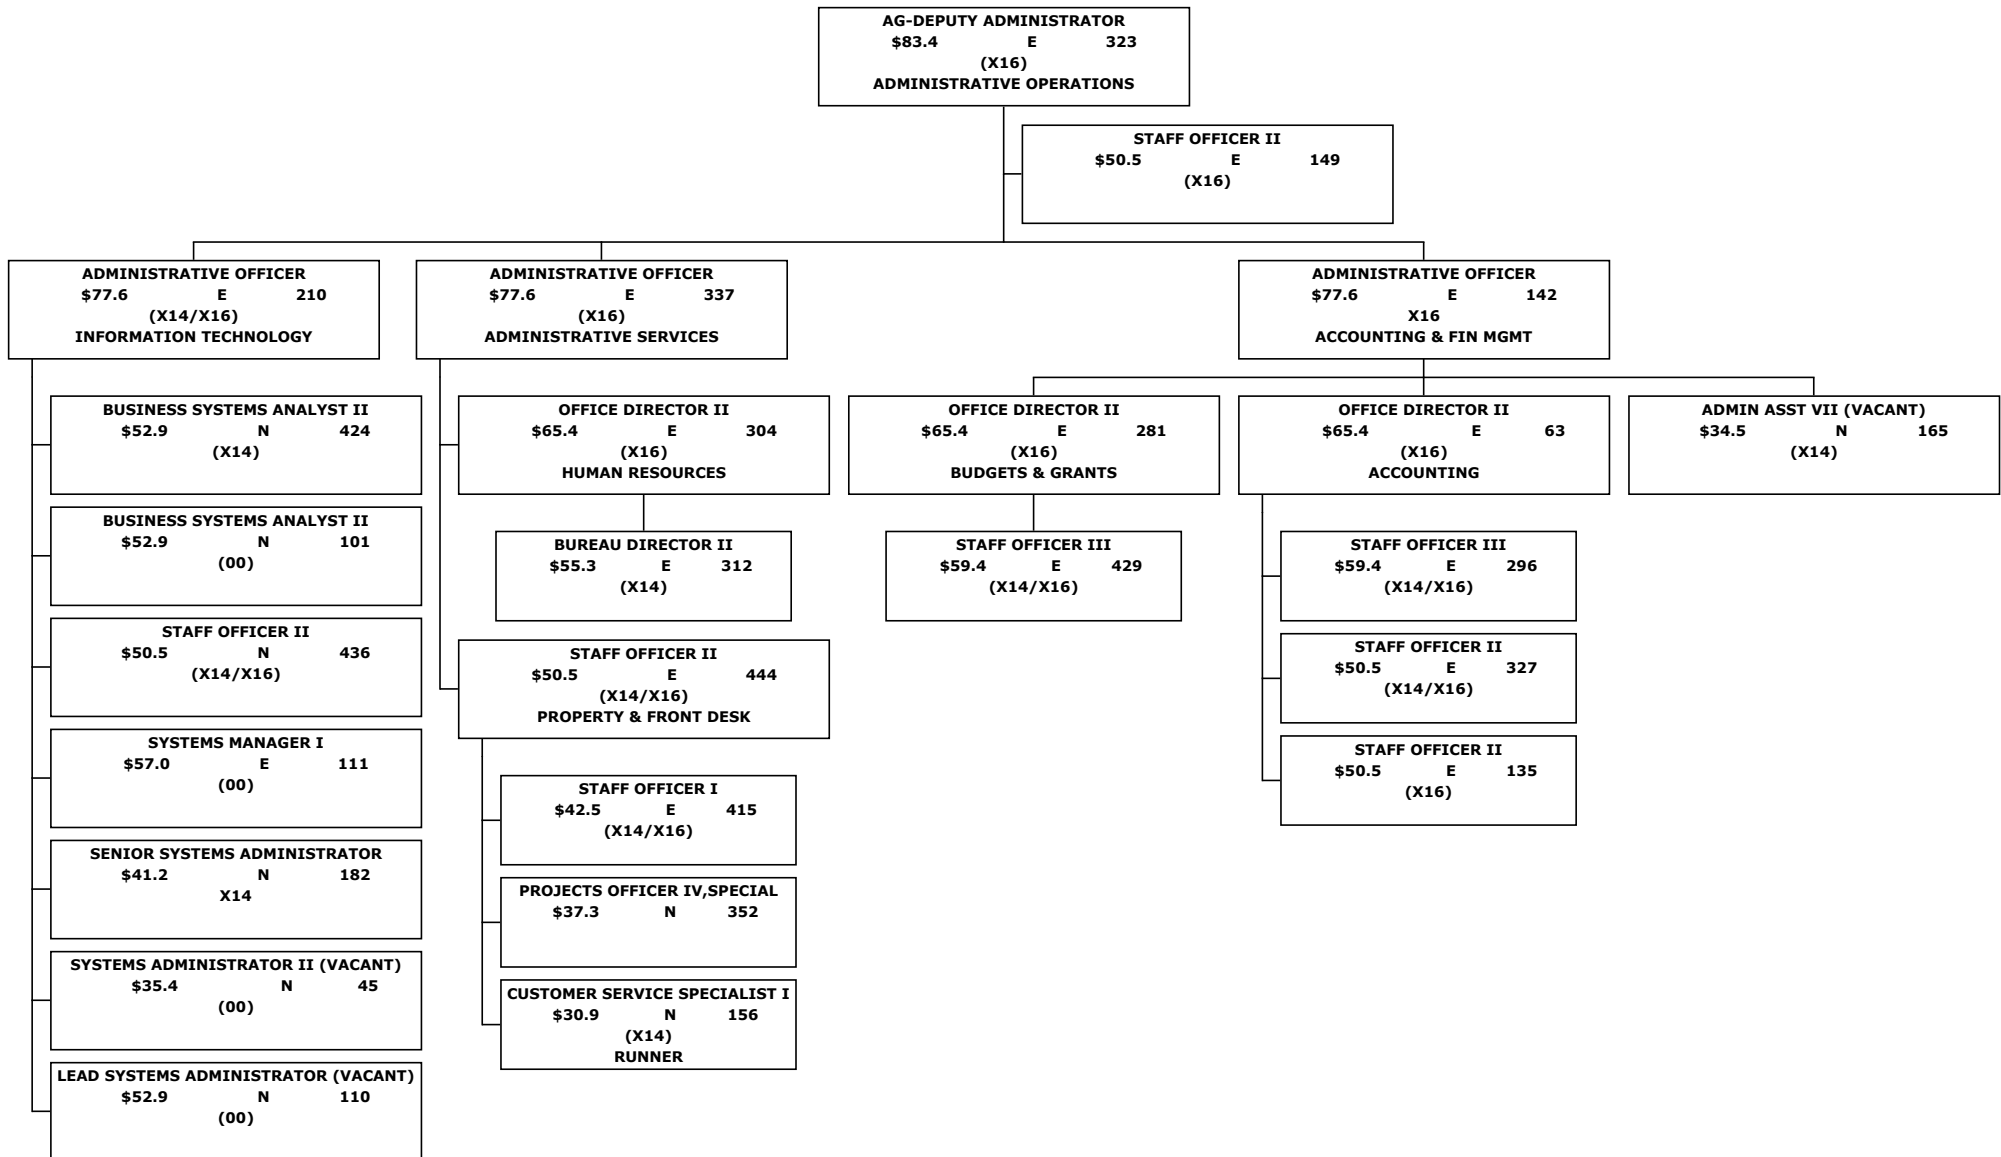 AG-DEPUTY ADMINISTRATOR
$83.4 E 323
(X16)
ADMINISTRATIVE OPERATIONS
STAFF OFFICER II
$50.5 E 149
(X16)
ADMINISTRATIVE OFFICER
$77.6 E 210
(X14/X16)
INFORMATION TECHNOLOGY
BUSINESS SYSTEMS ANALYST II
$52.9 N 424
(X14)
BUSINESS SYSTEMS ANALYST II
$52.9 N 101
(00)
STAFF OFFICER II
$50.5 N 436
(X14/X16)
SYSTEMS MANAGER I
$57.0 E 111
(00)
SENIOR SYSTEMS ADMINISTRATOR
$41.2 N 182
X14
SYSTEMS ADMINISTRATOR II (VACANT)
$35.4 N 45
(00)
LEAD SYSTEMS ADMINISTRATOR (VACANT)
$52.9 N 110
(00)
ADMINISTRATIVE OFFICER
$77.6 E 337
(X16)
ADMINISTRATIVE SERVICES
OFFICE DIRECTOR II
$65.4 E 304
(X16)
HUMAN RESOURCES
BUREAU DIRECTOR II
$55.3 E 312
(X14)
STAFF OFFICER II
$50.5 E 444
(X14/X16)
PROPERTY & FRONT DESK
STAFF OFFICER I
$42.5 E 415
(X14/X16)
PROJECTS OFFICER IV,SPECIAL
$37.3 N 352
CUSTOMER SERVICE SPECIALIST I
$30.9 N 156
(X14)
RUNNER
ADMINISTRATIVE OFFICER
$77.6 E 142
X16
ACCOUNTING & FIN MGMT
OFFICE DIRECTOR II
$65.4 E 281
(X16)
BUDGETS & GRANTS
STAFF OFFICER III
$59.4 E 429
(X14/X16)
OFFICE DIRECTOR II
$65.4 E 63
(X16)
ACCOUNTING
STAFF OFFICER III
$59.4 E 296
(X14/X16)
STAFF OFFICER II
$50.5 E 327
(X14/X16)
STAFF OFFICER II
$50.5 E 135
(X16)
ADMIN ASST VII (VACANT)
$34.5 N 165
(X14)